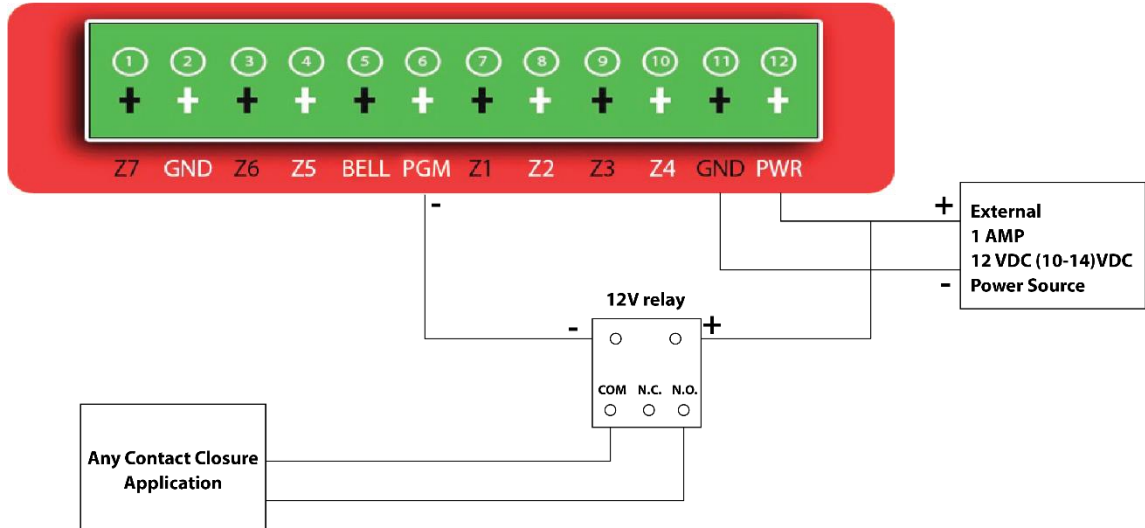 1 2 3 4 5 6 7 8 9 10 11 12
+ + + + + + + + + + + +
Z7 GND Z6 Z5 BELL PGM Z1 Z2 Z3 Z4 GND PWR
-
+
External
1 AMP
12 VDC (10-14)VDC
Power Source
-
12V relay
- +
COM N.C. N.O.
Any Contact Closure
Application